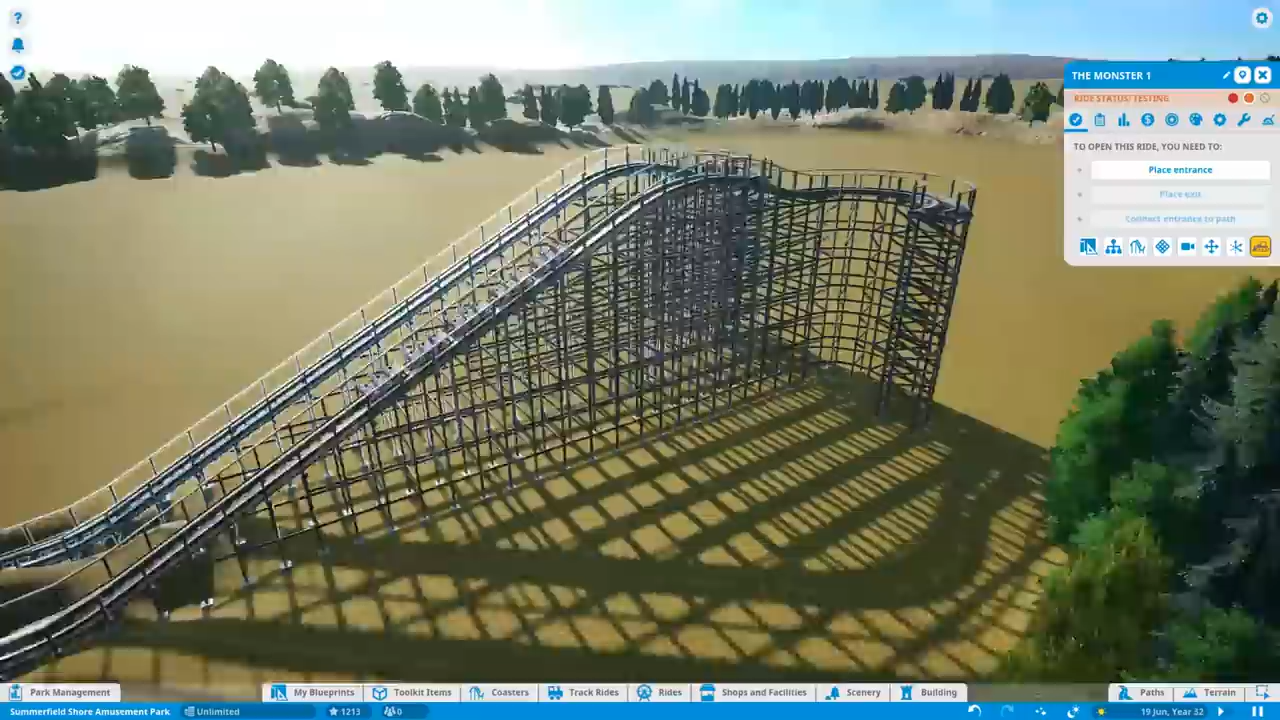 ?
THE MONSTER 1
RIDE STATUS: TESTING
TO OPEN THIS RIDE, YOU NEED TO:
Place entrance
Place exit
Connect entrance to path
Park Management
My Blueprints
Toolkit Items
Coasters
Track Rides
Rides
Shops and Facilities
Scenery
Building
Paths
Terrain
Summerfield Shore Amusement Park
Unlimited
1213
0
19 Jun, Year 32